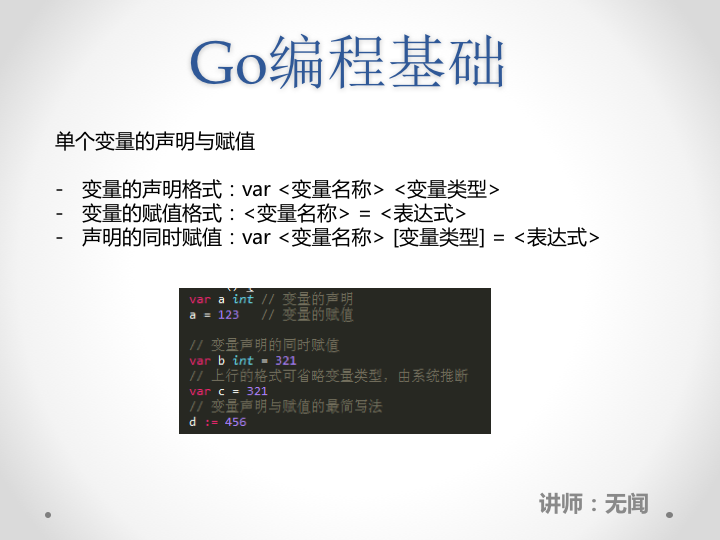 Go编程基础
单个变量的声明与赋值
- 变量的声明格式：var <变量名称> <变量类型>
- 变量的赋值格式：<变量名称> = <表达式>
- 声明的同时赋值：var <变量名称> [变量类型] = <表达式>
var a int // 变量的声明
a = 123 // 变量的赋值
// 变量声明的同时赋值
var b int = 321
// 上行的格式可省略变量类型，由系统推断
var c = 321
// 变量声明与赋值的最简写法
d := 456
讲师：无闻